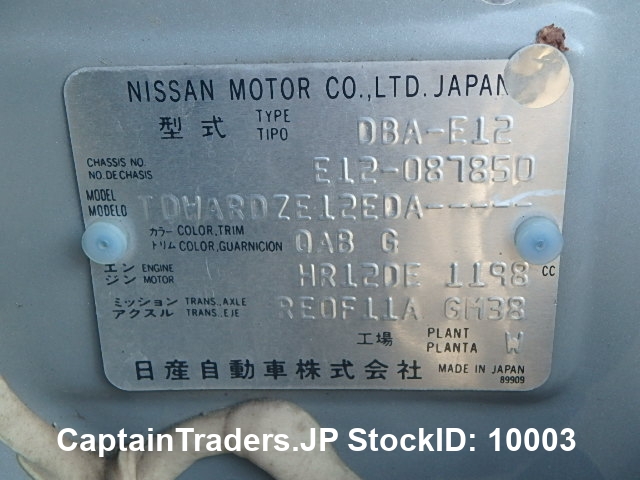 NISSAN MOTOR CO.,LTD. JAPAN
型式 TYPE TIPO DBA-E12
CHASSIS NO. NO.DE CHASIS E12-087850
MODEL MODELO TDWARDZE12EDA-----
カラー COLOR,TRIM トリム COLOR,GUARNICION QAB G
エンジン ENGINE MOTOR HR12DE 1198 CC
ミッション TRANS.,AXLE アクスル TRANS.,EJE RE0F11A GM38
工場 PLANT PLANTA W
日産自動車株式会社 MADE IN JAPAN
89909
CaptainTraders.JP StockID: 10003